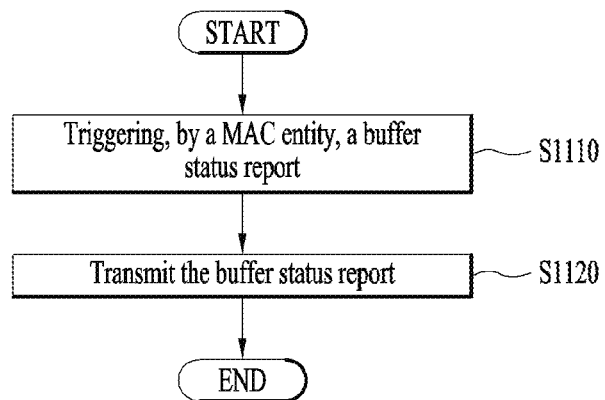 START
Triggering, by a MAC entity, a buffer
status report
S1110
Transmit the buffer status report
S1120
END